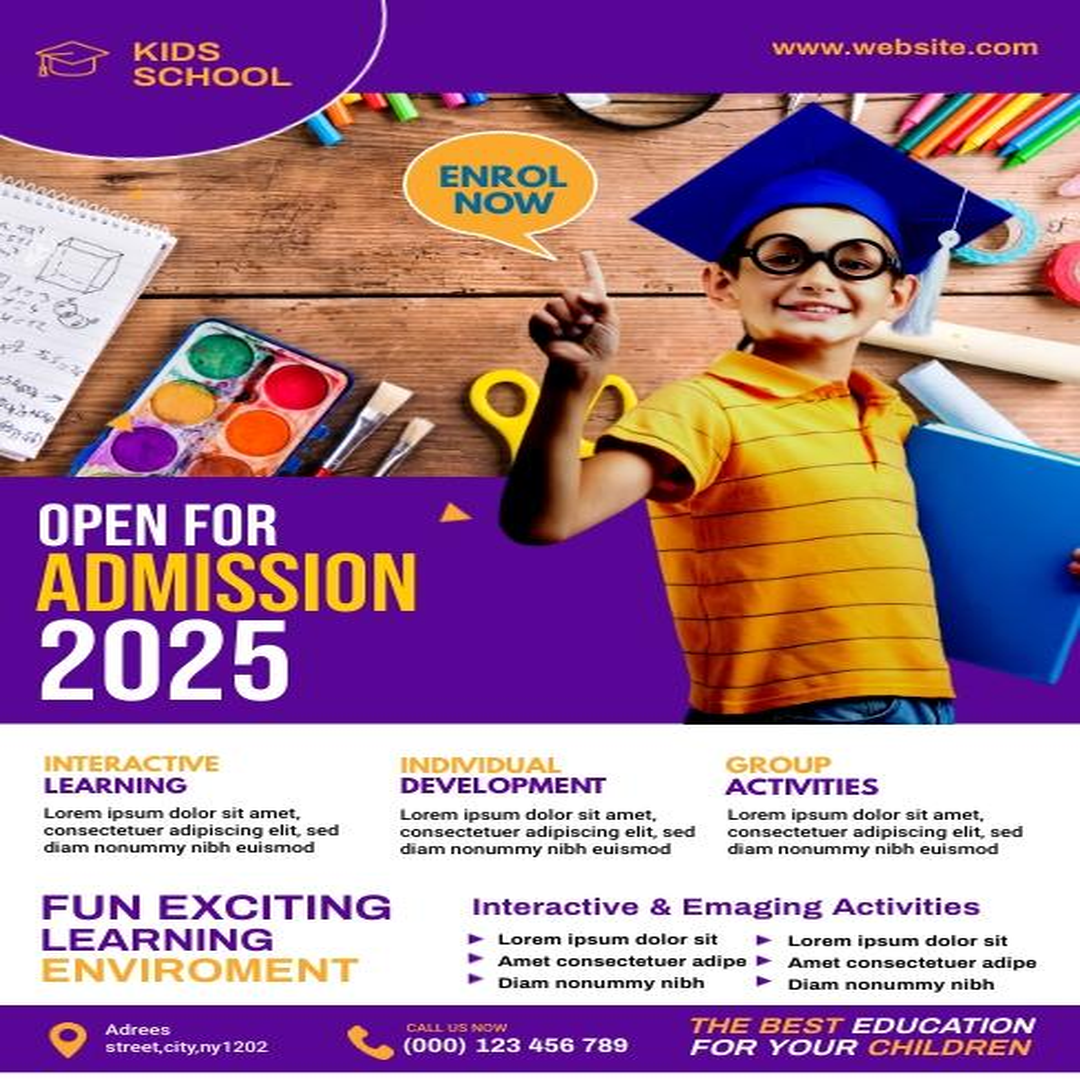 KIDS
SCHOOL
www.website.com
ENROL
NOW
OPEN FOR
ADMISSION
2025
INTERACTIVE
LEARNING
Lorem ipsum dolor sit amet,
consectetuer adipiscing elit, sed
diam nonummy nibh euismod
INDIVIDUAL
DEVELOPMENT
Lorem ipsum dolor sit amet,
consectetuer adipiscing elit, sed
diam nonummy nibh euismod
GROUP
ACTIVITIES
Lorem ipsum dolor sit amet,
consectetuer adipiscing elit, sed
diam nonummy nibh euismod
FUN EXCITING
LEARNING
ENVIROMENT
Interactive & Emaging Activities
Lorem ipsum dolor sit
Amet consectetuer adipe
Diam nonummy nibh
Lorem ipsum dolor sit
Amet consectetuer adipe
Diam nonummy nibh
Adrees
street,city,ny1202
CALL US NOW
(000) 123 456 789
THE BEST EDUCATION
FOR YOUR CHILDREN